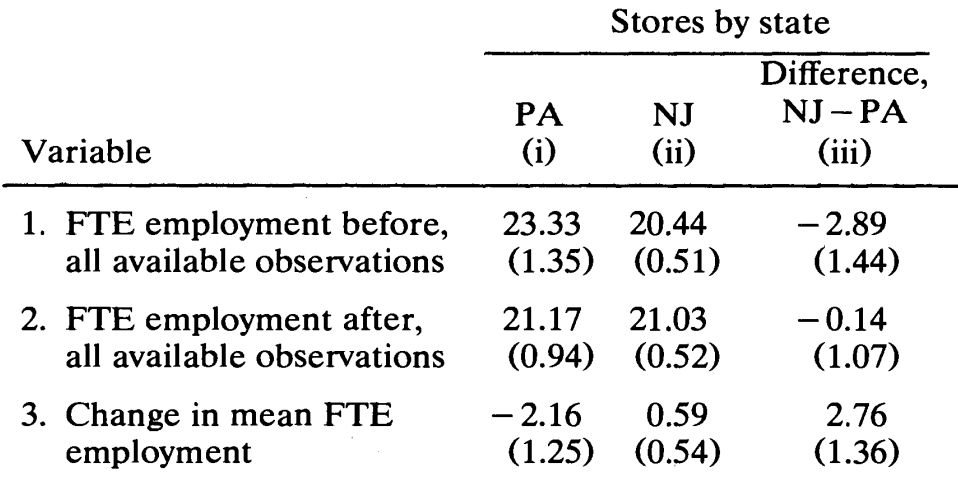 Stores by state
Difference,
PA NJ NJ − PA
Variable (i) (ii) (iii)
1. FTE employment before, 23.33 20.44 −2.89
all available observations (1.35) (0.51) (1.44)
2. FTE employment after, 21.17 21.03 −0.14
all available observations (0.94) (0.52) (1.07)
3. Change in mean FTE −2.16 0.59 2.76
employment (1.25) (0.54) (1.36)